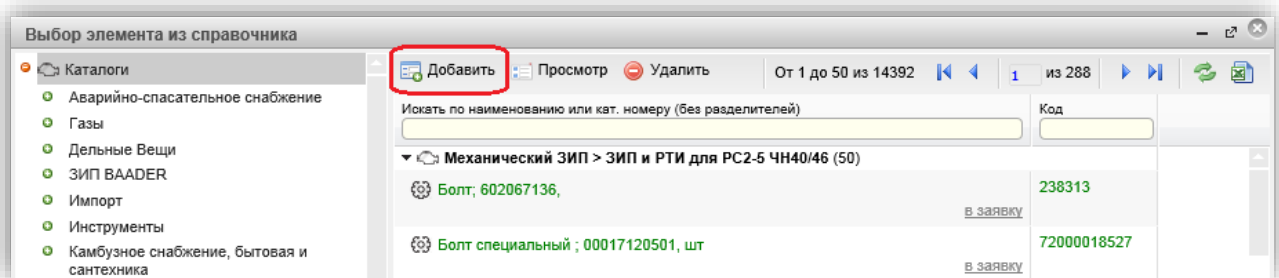 Выбор элемента из справочника
Каталоги
Аварийно-спасательное снабжение
Газы
Дельные Вещи
ЗИП BAADER
Импорт
Инструменты
Камбузное снабжение, бытовая и
сантехника
Добавить Просмотр Удалить От 1 до 50 из 14392 1 из 288
Искать по наименованию или кат. номеру (без разделителей) Код
Механический ЗИП > ЗИП и РТИ для РС2-5 ЧН40/46 (50)
Болт; 602067136, 238313
в заявку
Болт специальный ; 00017120501, шт 72000018527
в заявку